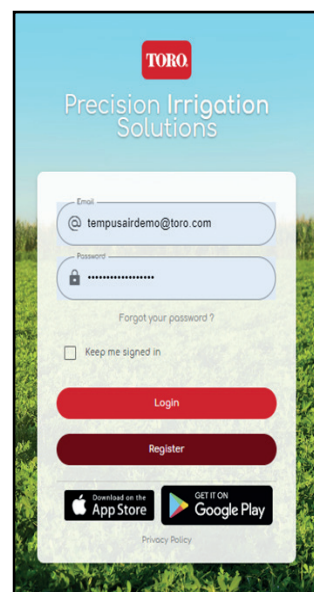 TORO.
Precision Irrigation
Solutions
Email
@ tempusairdemo@toro.com
Password
••••••••••••••••••
Forgot your password ?
Keep me signed in
Login
Register
Download on the
App Store
GET IT ON
Google Play
Privacy Policy